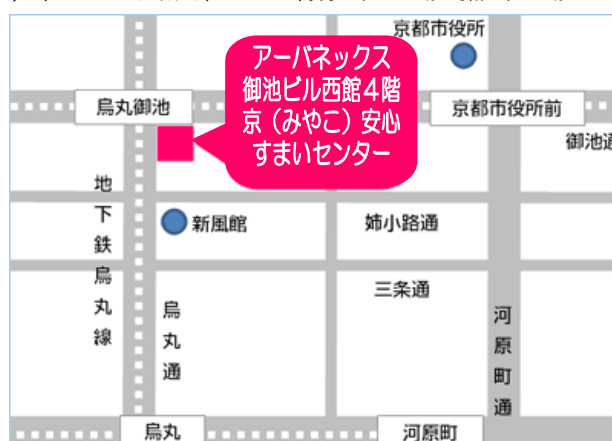 京都市役所
アーバネックス
御池ビル西館４階
京（みやこ）安心
すまいセンター
烏丸御池
京都市役所前
御池通
地下鉄烏丸線
新風館
姉小路通
三条通
烏丸通
河原町通
烏丸
河原町